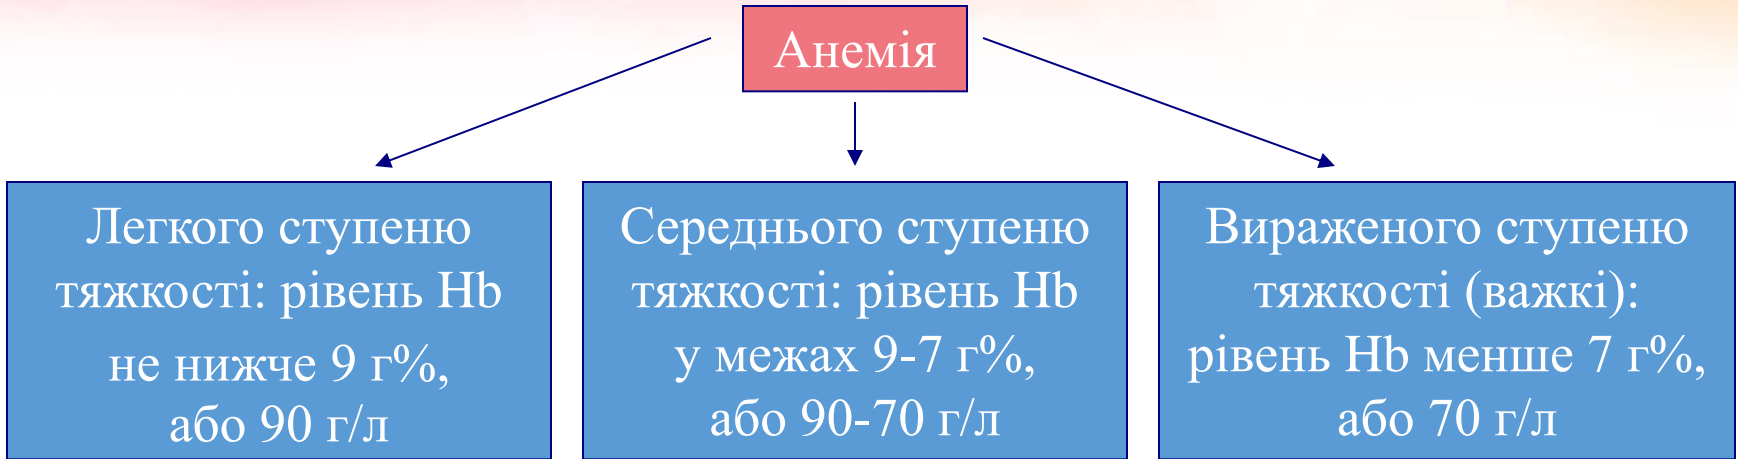 Анемія
Легкого ступеню
тяжкості: рівень Hb
не нижче 9 г%,
або 90 г/л
Середнього ступеню
тяжкості: рівень Hb
у межах 9-7 г%,
або 90-70 г/л
Вираженого ступеню
тяжкості (важкі):
рівень Hb менше 7 г%,
або 70 г/л